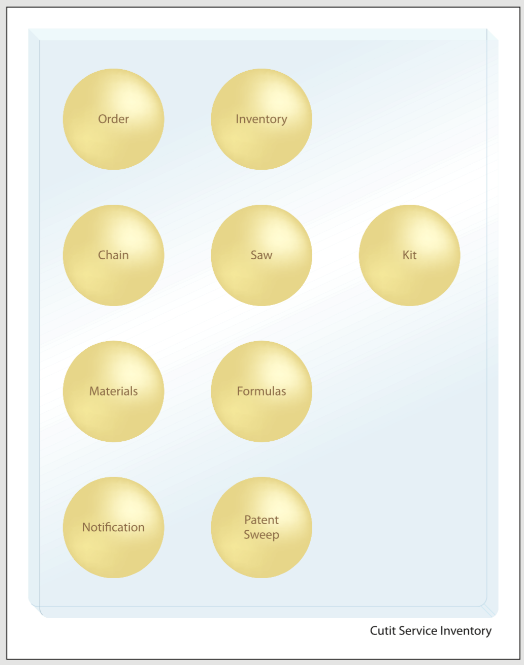 Order
Inventory
Chain
Saw
Kit
Materials
Formulas
Notification
Patent
Sweep
Cutit Service Inventory